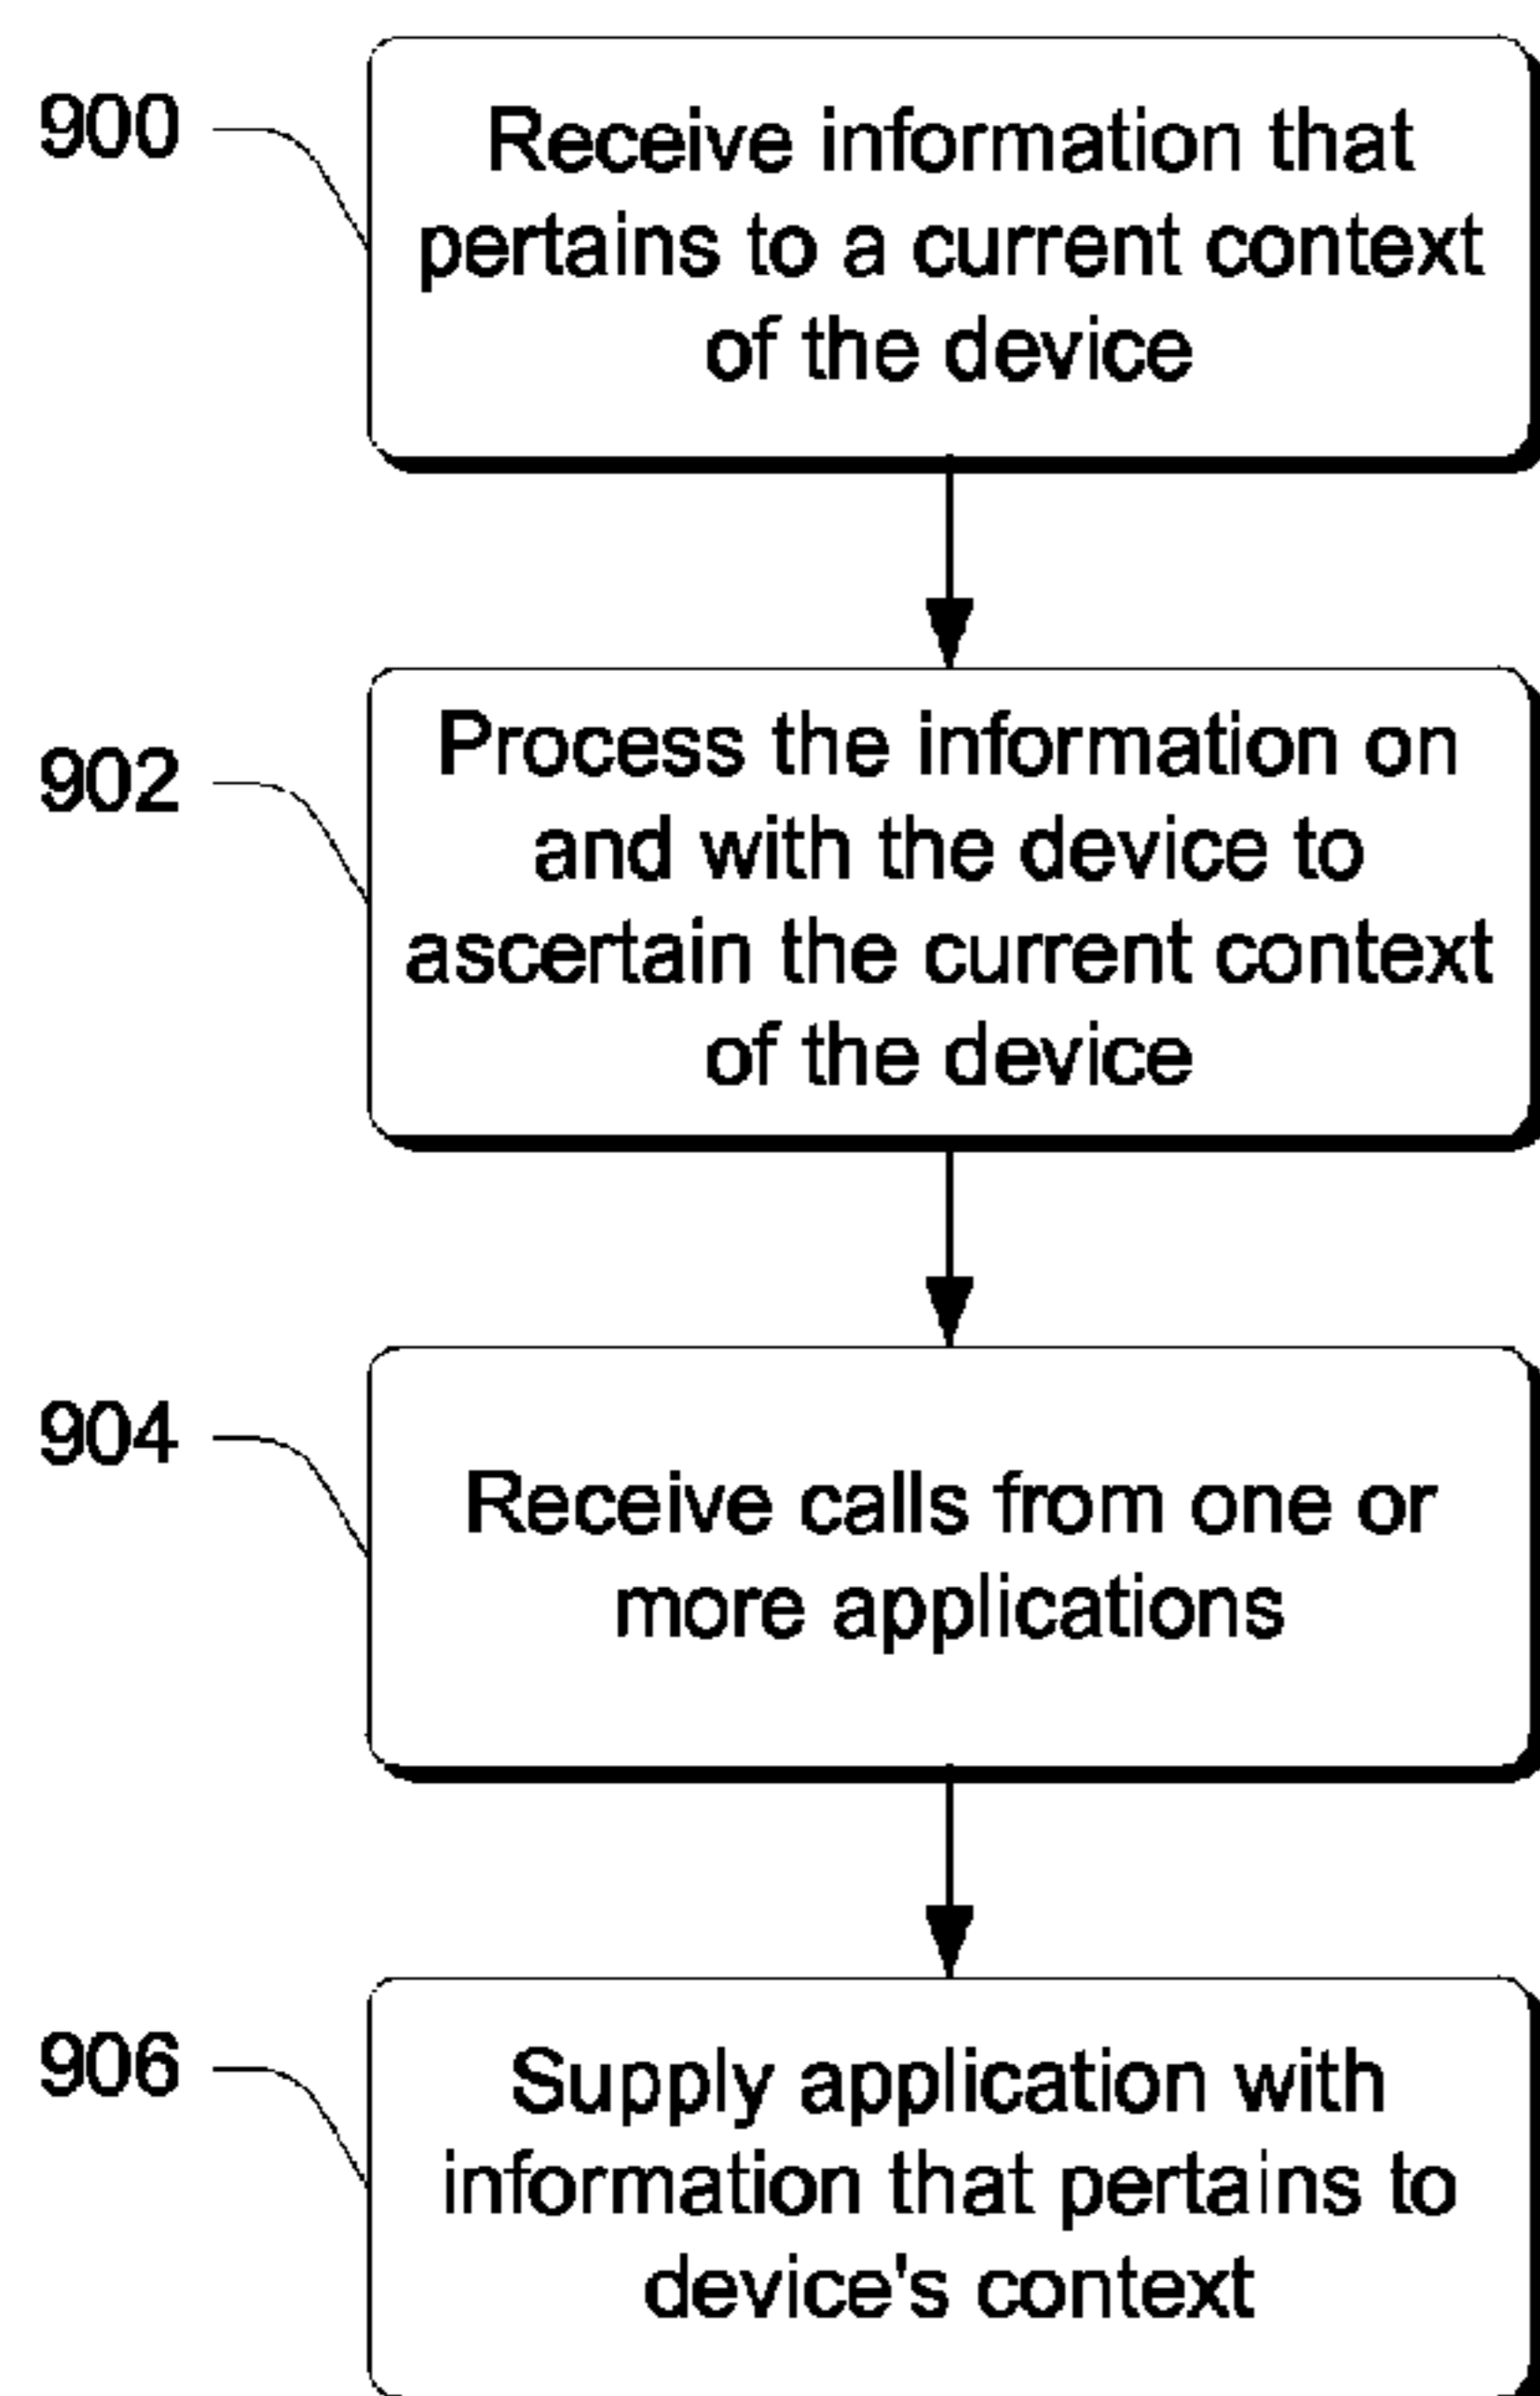 900
Receive information that
pertains to a current context
of the device
902
Process the information on
and with the device to
ascertain the current context
of the device
904
Receive calls from one or
more applications
906
Supply application with
information that pertains to
device's context